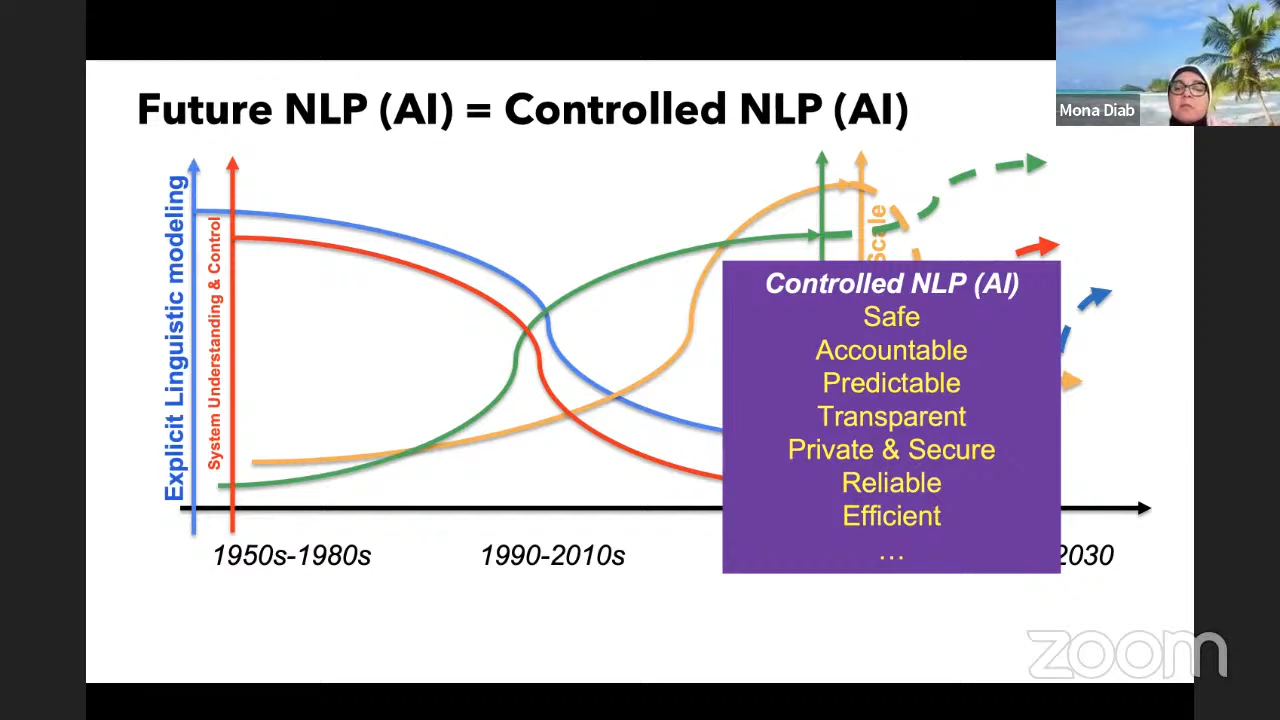 Future NLP (AI) = Controlled NLP (AI)
Mona Diab
Explicit Linguistic modeling
System Understanding & Control
Scale
Controlled NLP (AI)
Safe
Accountable
Predictable
Transparent
Private & Secure
Reliable
Efficient
…
1950s-1980s
1990-2010s
2030
zoom